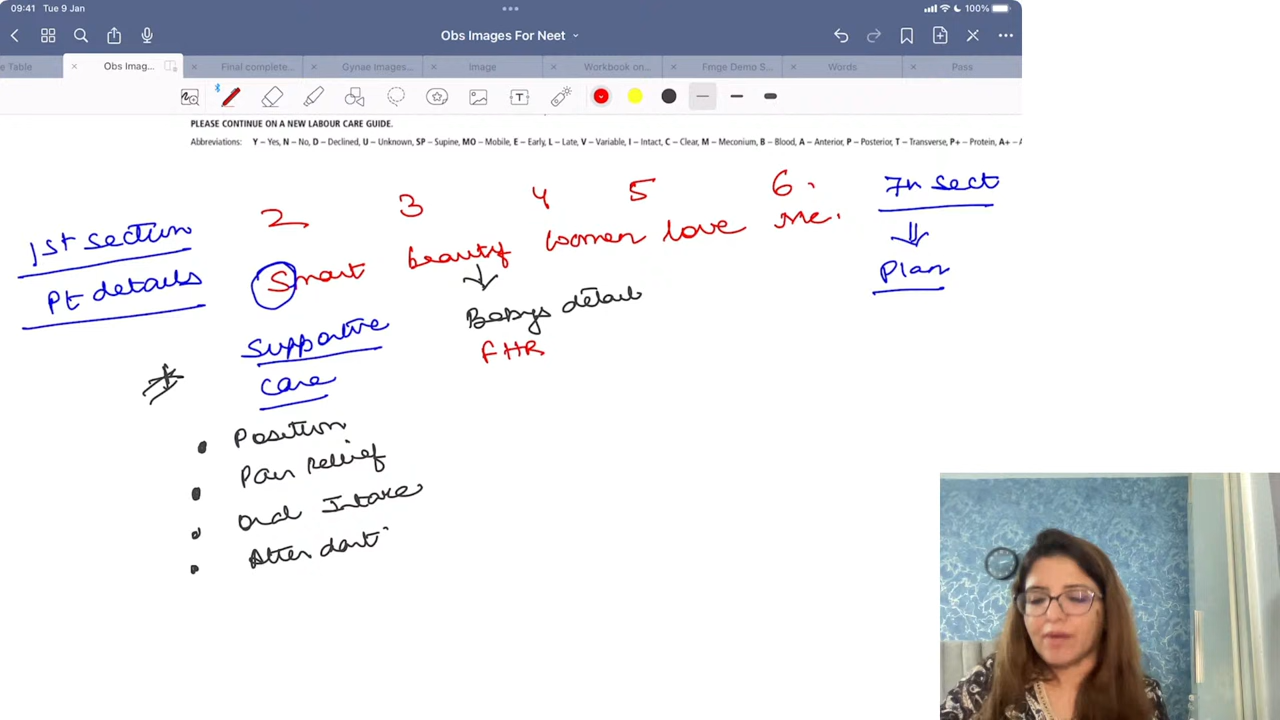 09:41 Tue 9 Jan
100%
Obs Images For Neet
e Table
Obs Imag...
Final complete...
Gynae Images...
Image
Workbook on...
Fmge Demo S...
Words
Pass
PLEASE CONTINUE ON A NEW LABOUR CARE GUIDE.
Abbreviations: Y – Yes, N – No, D – Declined, U – Unknown, SP – Supine, MO – Mobile, E – Early, L – Late, V – Variable, I – Intact, C – Clear, M – Meconium, B – Blood, A – Anterior, P – Posterior, T – Transverse, P+ – Protein, A+ – A
1st section
Pt details
2 3 4 5 6.
Smart beauty women love me.
7th sect
Plan
Supportive
care
Babys details
FHR
Position
Pain Relief
Oral Intake
Attendant